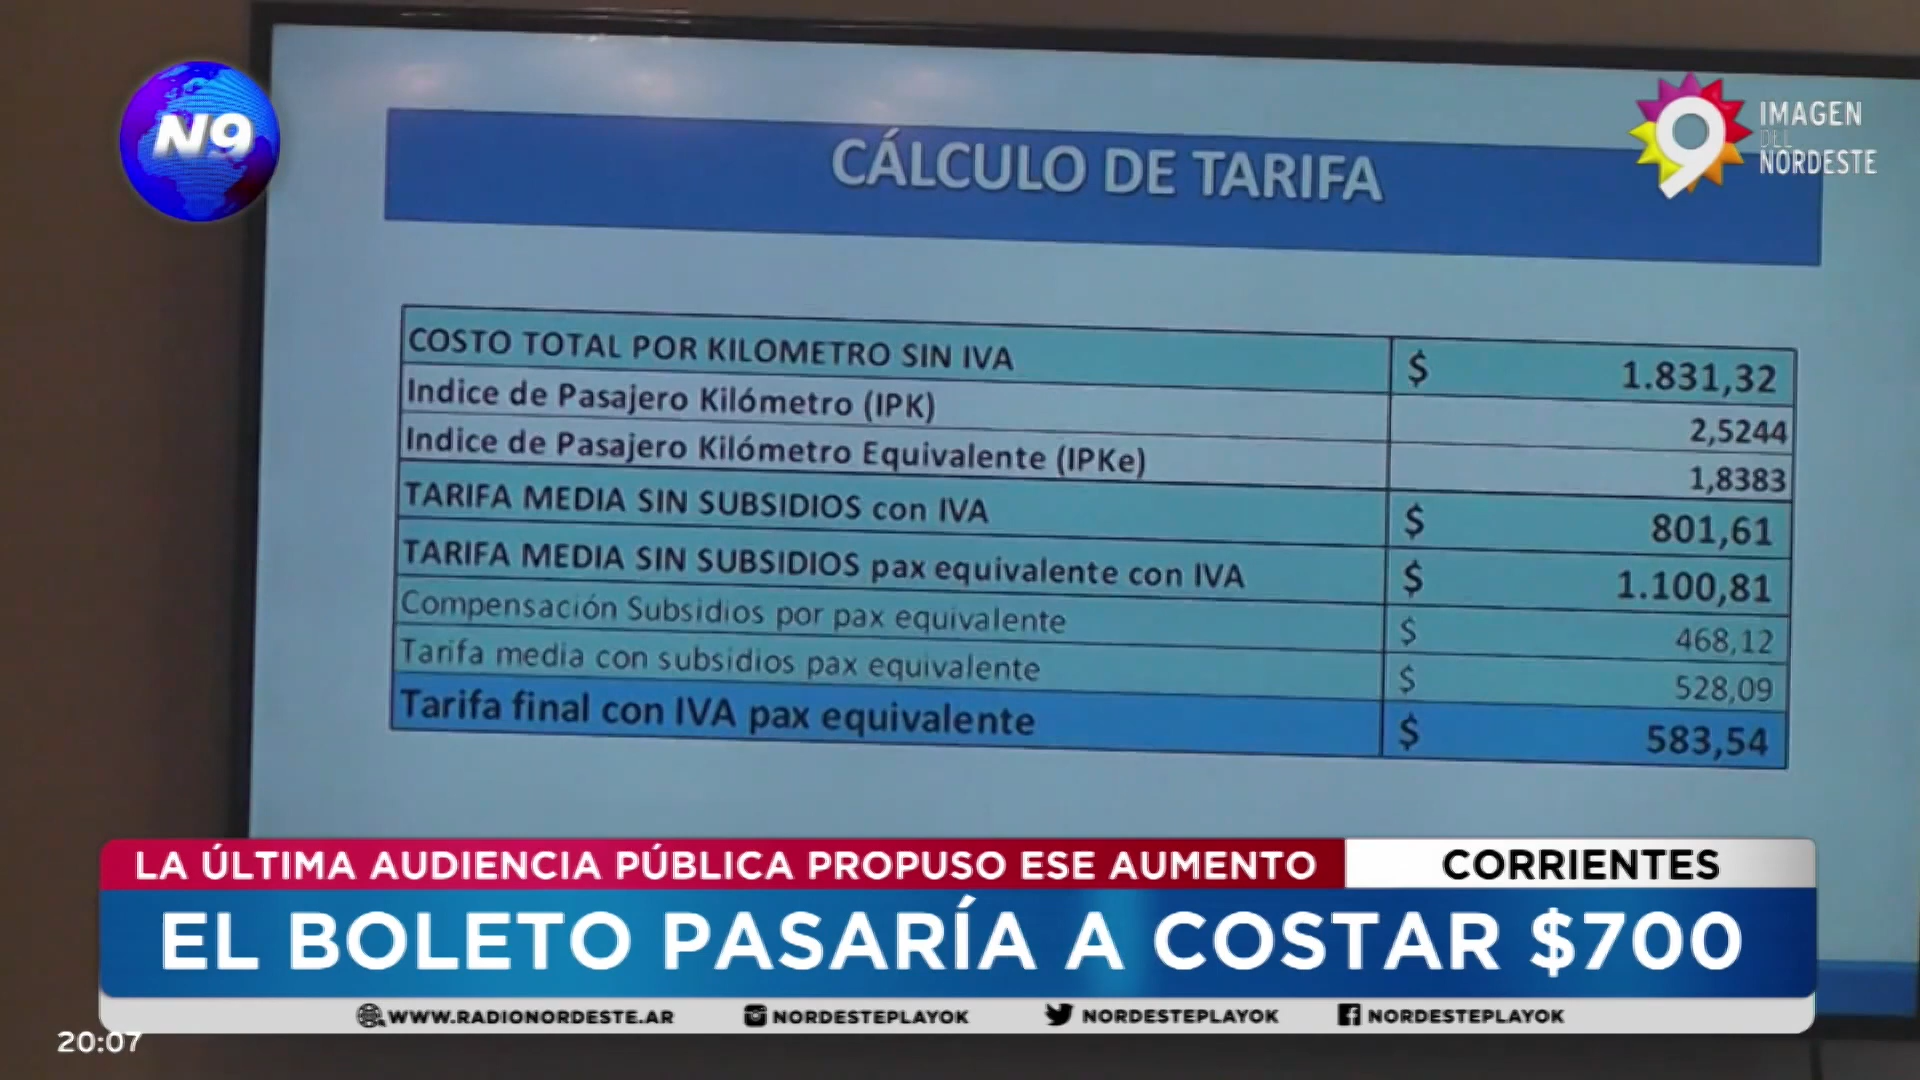 N9
9
IMAGEN
DEL
NORDESTE
CÁLCULO DE TARIFA
COSTO TOTAL POR KILOMETRO SIN IVA $ 1.831,32
Indice de Pasajero Kilómetro (IPK) 2,5244
Indice de Pasajero Kilómetro Equivalente (IPKe) 1,8383
TARIFA MEDIA SIN SUBSIDIOS con IVA $ 801,61
TARIFA MEDIA SIN SUBSIDIOS pax equivalente con IVA $ 1.100,81
Compensación Subsidios por pax equivalente $ 468,12
Tarifa media con subsidios pax equivalente $ 528,09
Tarifa final con IVA pax equivalente $ 583,54
LA ÚLTIMA AUDIENCIA PÚBLICA PROPUSO ESE AUMENTO
CORRIENTES
EL BOLETO PASARÍA A COSTAR $700
WWW.RADIONORDESTE.AR NORDESTEPLAYOK NORDESTEPLAYOK NORDESTEPLAYOK
20:07